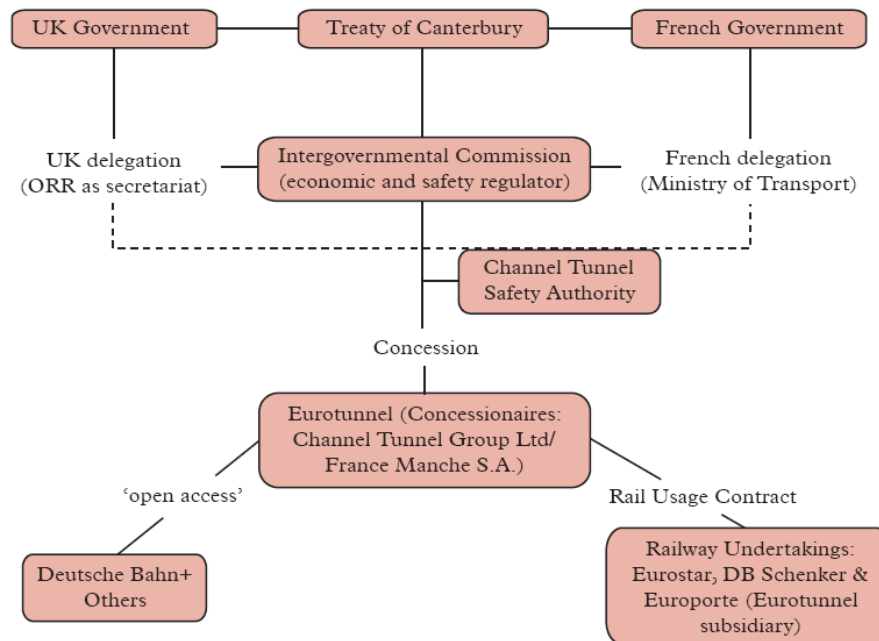 UK Government
Treaty of Canterbury
French Government
UK delegation
(ORR as secretariat)
Intergovernmental Commission
(economic and safety regulator)
French delegation
(Ministry of Transport)
Channel Tunnel
Safety Authority
Concession
Eurotunnel (Concessionaires:
Channel Tunnel Group Ltd/
France Manche S.A.)
‘open access’
Rail Usage Contract
Deutsche Bahn+
Others
Railway Undertakings:
Eurostar, DB Schenker &
Europorte (Eurotunnel
subsidiary)